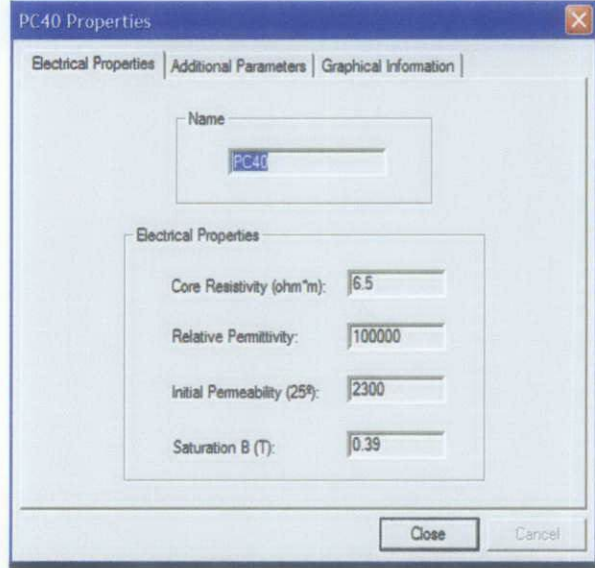 PC40 Properties
Electrical Properties Additional Parameters Graphical Information
Name
PC40
Electrical Properties
Core Resistivity (ohm*m): 6.5
Relative Permittivity: 100000
Initial Permeability (25º): 2300
Saturation B (T): 0.39
Close Cancel